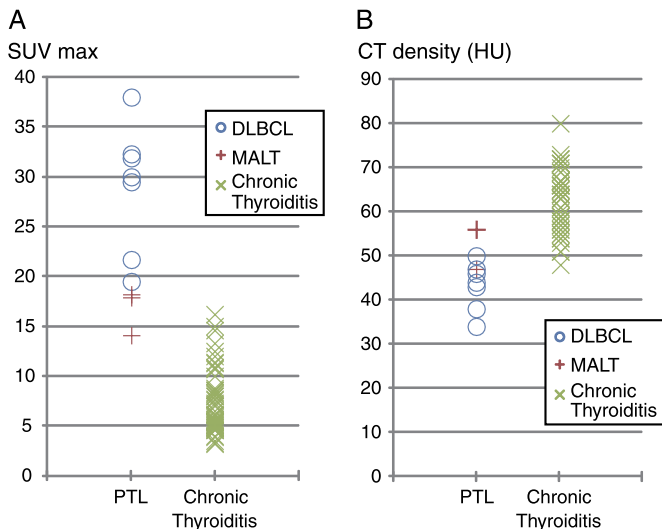 A
SUV max
40
35
30
25
20
15
10
5
0
DLBCL
MALT
Chronic
Thyroiditis
PTL
Chronic
Thyroiditis
B
CT density (HU)
90
80
70
60
50
40
30
20
10
0
DLBCL
MALT
Chronic
Thyroiditis
PTL
Chronic
Thyroiditis